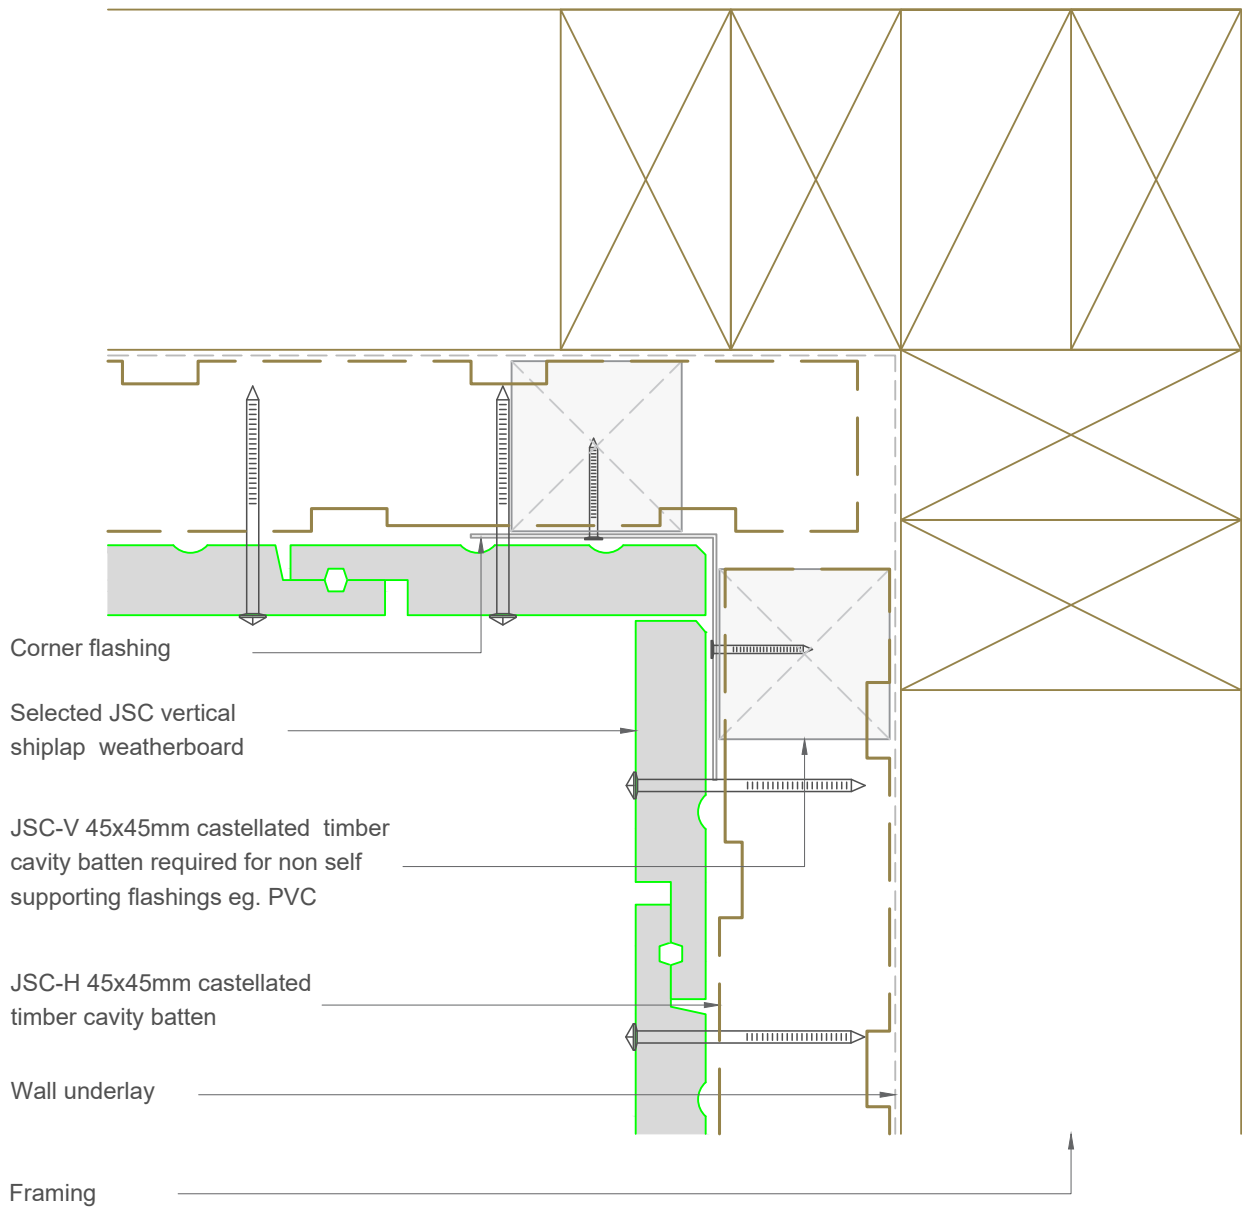 Corner flashing
Selected JSC vertical
shiplap  weatherboard
JSC-V 45x45mm castellated  timber
cavity batten required for non self
supporting flashings eg. PVC
JSC-H 45x45mm castellated
timber cavity batten
Wall underlay
Framing